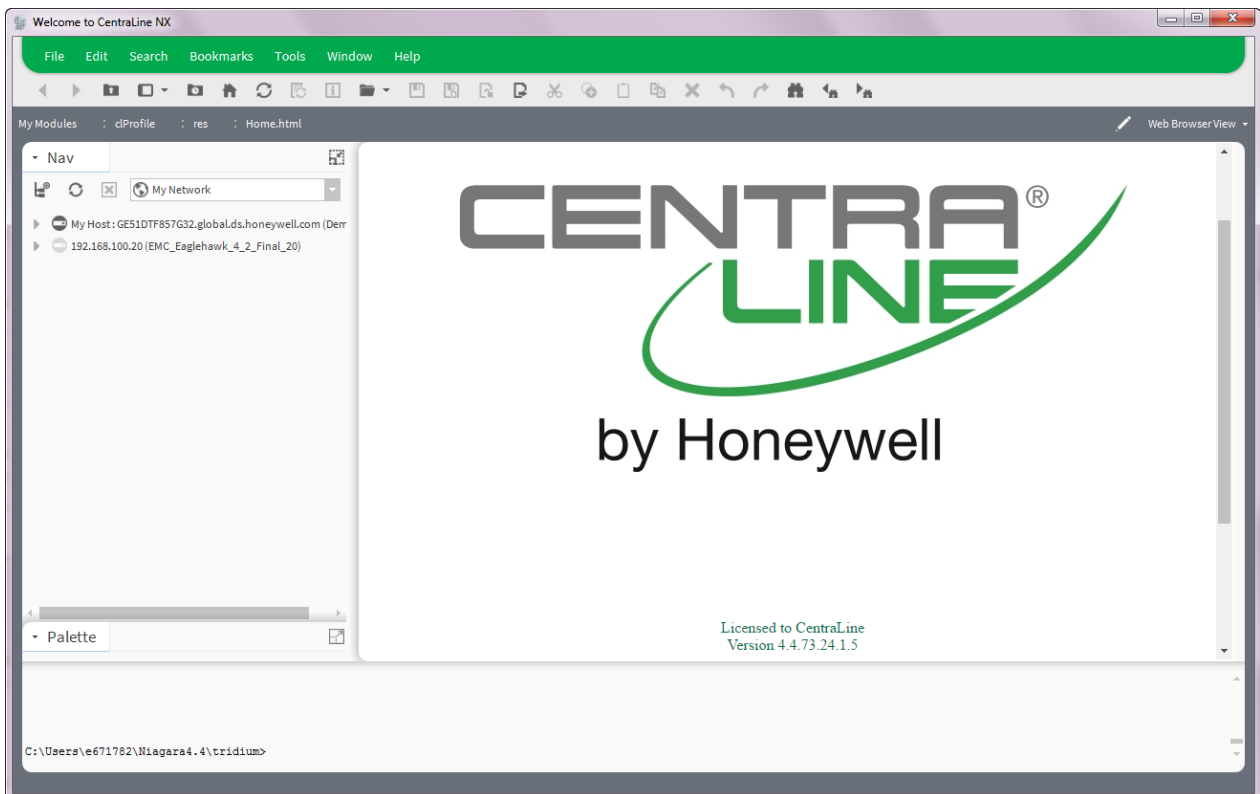 Welcome to CentraLine NX
File Edit Search Bookmarks Tools Window Help
My Modules : clProfile : res : Home.html
Web Browser View
Nav
My Network
My Host : GE51DTF857G32.global.ds.honeywell.com (Dem
192.168.100.20 (EMC_Eaglehawk_4_2_Final_20)
Palette
CENTRA®
LINE
by Honeywell
Licensed to CentraLine
Version 4.4.73.24.1.5
C:\Users\e671782\Niagara4.4\tridium>